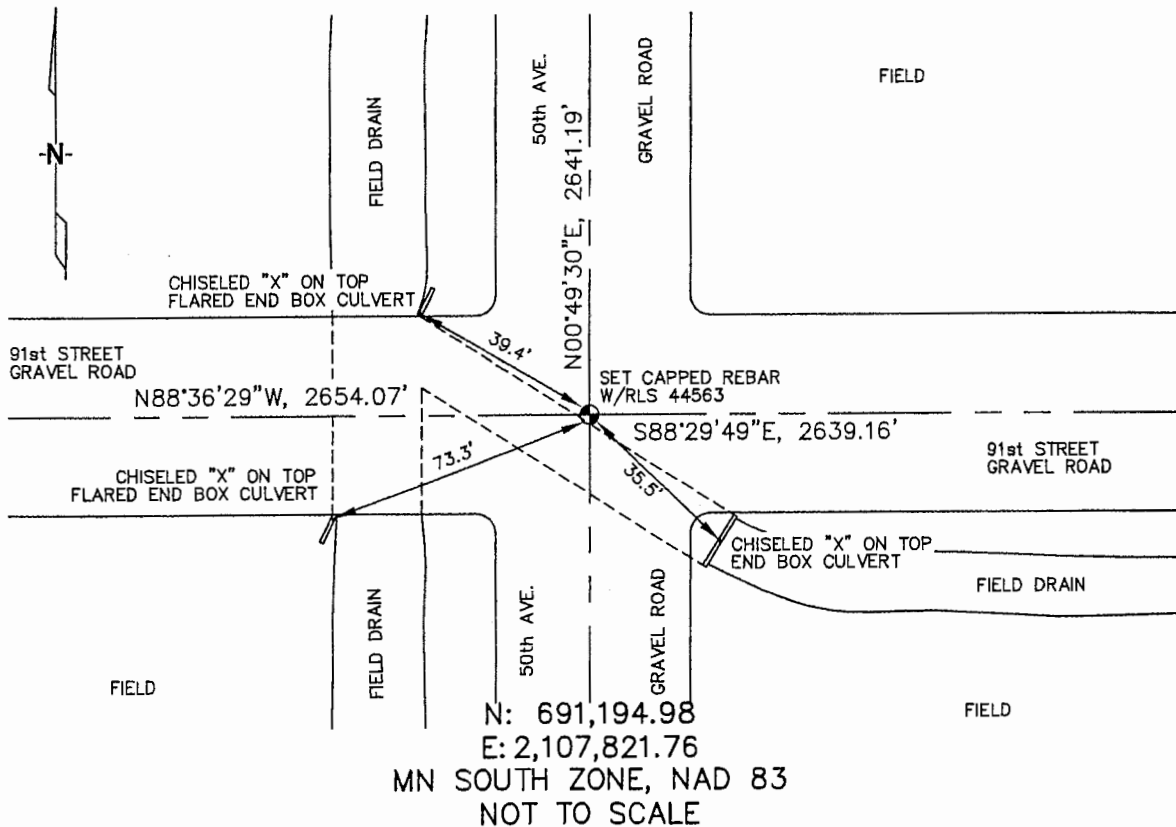 -N-
FIELD DRAIN
50th AVE.
N00°49'30"E, 2641.19'
GRAVEL ROAD
FIELD
CHISELED "X" ON TOP
FLARED END BOX CULVERT
39.4'
91st STREET
GRAVEL ROAD
N88°36'29"W, 2654.07'
SET CAPPED REBAR
W/RLS 44563
S88°29'49"E, 2639.16'
91st STREET
GRAVEL ROAD
73.3'
35.5'
CHISELED "X" ON TOP
FLARED END BOX CULVERT
CHISELED "X" ON TOP
END BOX CULVERT
FIELD DRAIN
FIELD
FIELD DRAIN
50th AVE.
GRAVEL ROAD
FIELD
N: 691,194.98
E: 2,107,821.76
MN SOUTH ZONE, NAD 83
NOT TO SCALE